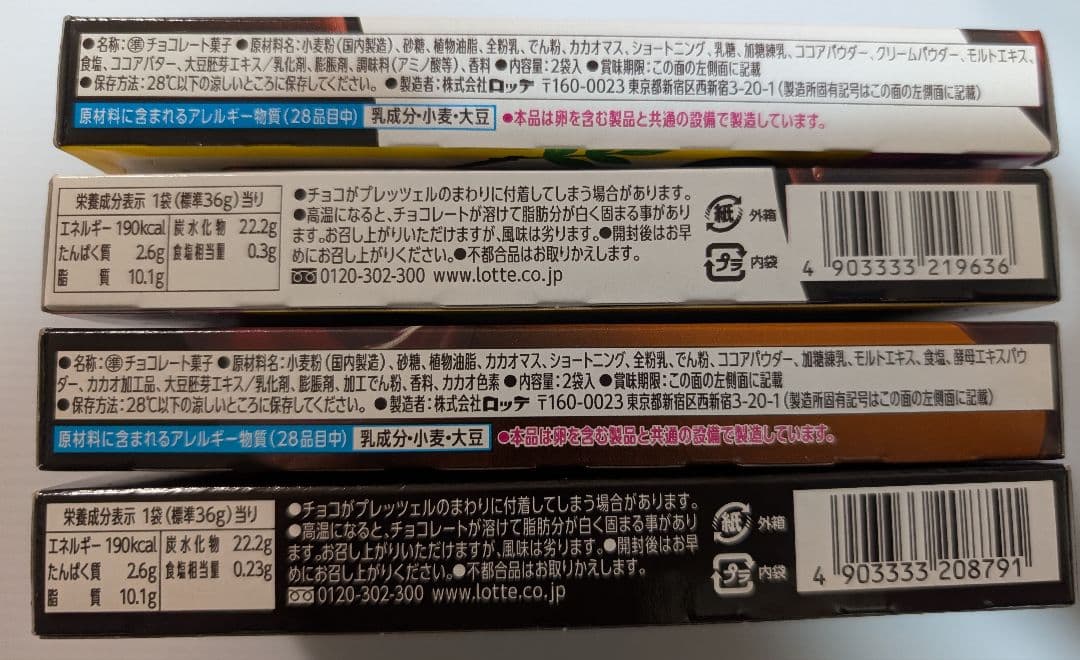 ●名称:㊜チョコレート菓子 ●原材料名:小麦粉(国内製造)、砂糖、植物油脂、全粉乳、でん粉、カカオマス、ショートニング、乳糖、加糖練乳、ココアパウダー、クリームパウダー、モルトエキス、
食塩、ココアバター、大豆胚芽エキス/乳化剤、膨脹剤、調味料(アミノ酸等)、香料 ●内容量:2袋入 ●賞味期限:この面の左側面に記載
●保存方法:28℃以下の涼しいところに保存してください。 ●製造者:株式会社ロッテ 〒160-0023 東京都新宿区西新宿3-20-1(製造所固有記号はこの面の左側面に記載)
原材料に含まれるアレルギー物質(28品目中) 乳成分・小麦・大豆 ●本品は卵を含む製品と共通の設備で製造しています。
栄養成分表示 1袋(標準36g)当り
エネルギー 190kcal 炭水化物 22.2g
たんぱく質 2.6g 食塩相当量 0.3g
脂質 10.1g
●チョコがプレッツェルのまわりに付着してしまう場合があります。
●高温になると、チョコレートが溶けて脂肪分が白く固まる事があり
ます。お召し上がりいただけますが、風味は劣ります。●開封後はお早
めにお召し上がりください。●不都合品はお取りかえします。
0120-302-300 www.lotte.co.jp
紙 外箱
プラ 内袋
4 903333 219636
●名称:㊜チョコレート菓子 ●原材料名:小麦粉(国内製造)、砂糖、植物油脂、カカオマス、ショートニング、全粉乳、でん粉、ココアパウダー、加糖練乳、モルトエキス、食塩、酵母エキスパウ
ダー、カカオ加工品、大豆胚芽エキス/乳化剤、膨脹剤、加工でん粉、香料、カカオ色素 ●内容量:2袋入 ●賞味期限:この面の左側面に記載
●保存方法:28℃以下の涼しいところに保存してください。 ●製造者:株式会社ロッテ 〒160-0023 東京都新宿区西新宿3-20-1(製造所固有記号はこの面の左側面に記載)
原材料に含まれるアレルギー物質(28品目中) 乳成分・小麦・大豆 ●本品は卵を含む製品と共通の設備で製造しています。
栄養成分表示 1袋(標準36g)当り
エネルギー 190kcal 炭水化物 22.2g
たんぱく質 2.6g 食塩相当量 0.23g
脂質 10.1g
●チョコがプレッツェルのまわりに付着してしまう場合があります。
●高温になると、チョコレートが溶けて脂肪分が白く固まる事があり
ます。お召し上がりいただけますが、風味は劣ります。●開封後はお早
めにお召し上がりください。●不都合品はお取りかえします。
0120-302-300 www.lotte.co.jp
紙 外箱
プラ 内袋
4 903333 208791